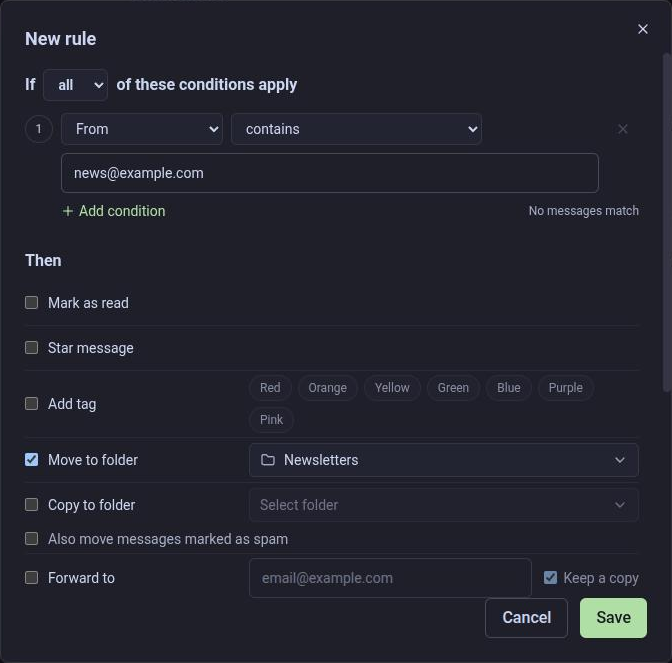 New rule
If all of these conditions apply
1 From contains
news@example.com
+ Add condition No messages match
Then
Mark as read
Star message
Add tag Red Orange Yellow Green Blue Purple
Pink
Move to folder Newsletters
Copy to folder Select folder
Also move messages marked as spam
Forward to email@example.com Keep a copy
Cancel Save